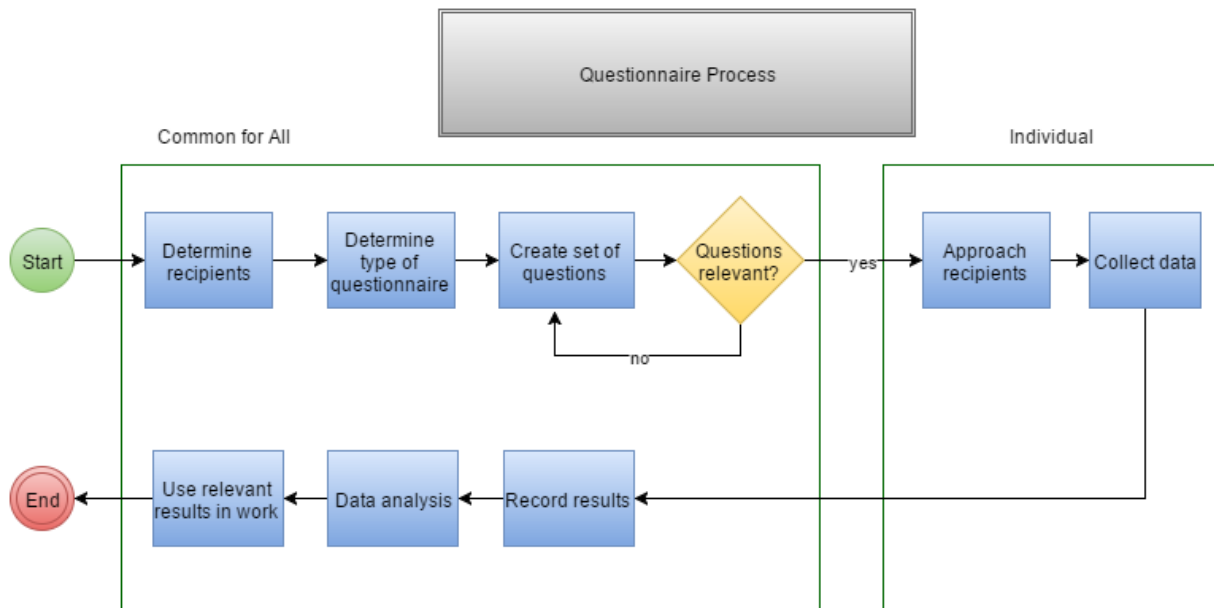 Questionnaire Process
Common for All
Individual
Start
Determine
recipients
Determine
type of
questionnaire
Create set of
questions
Questions
relevant?
yes
Approach
recipients
Collect data
no
End
Use relevant
results in work
Data analysis
Record results